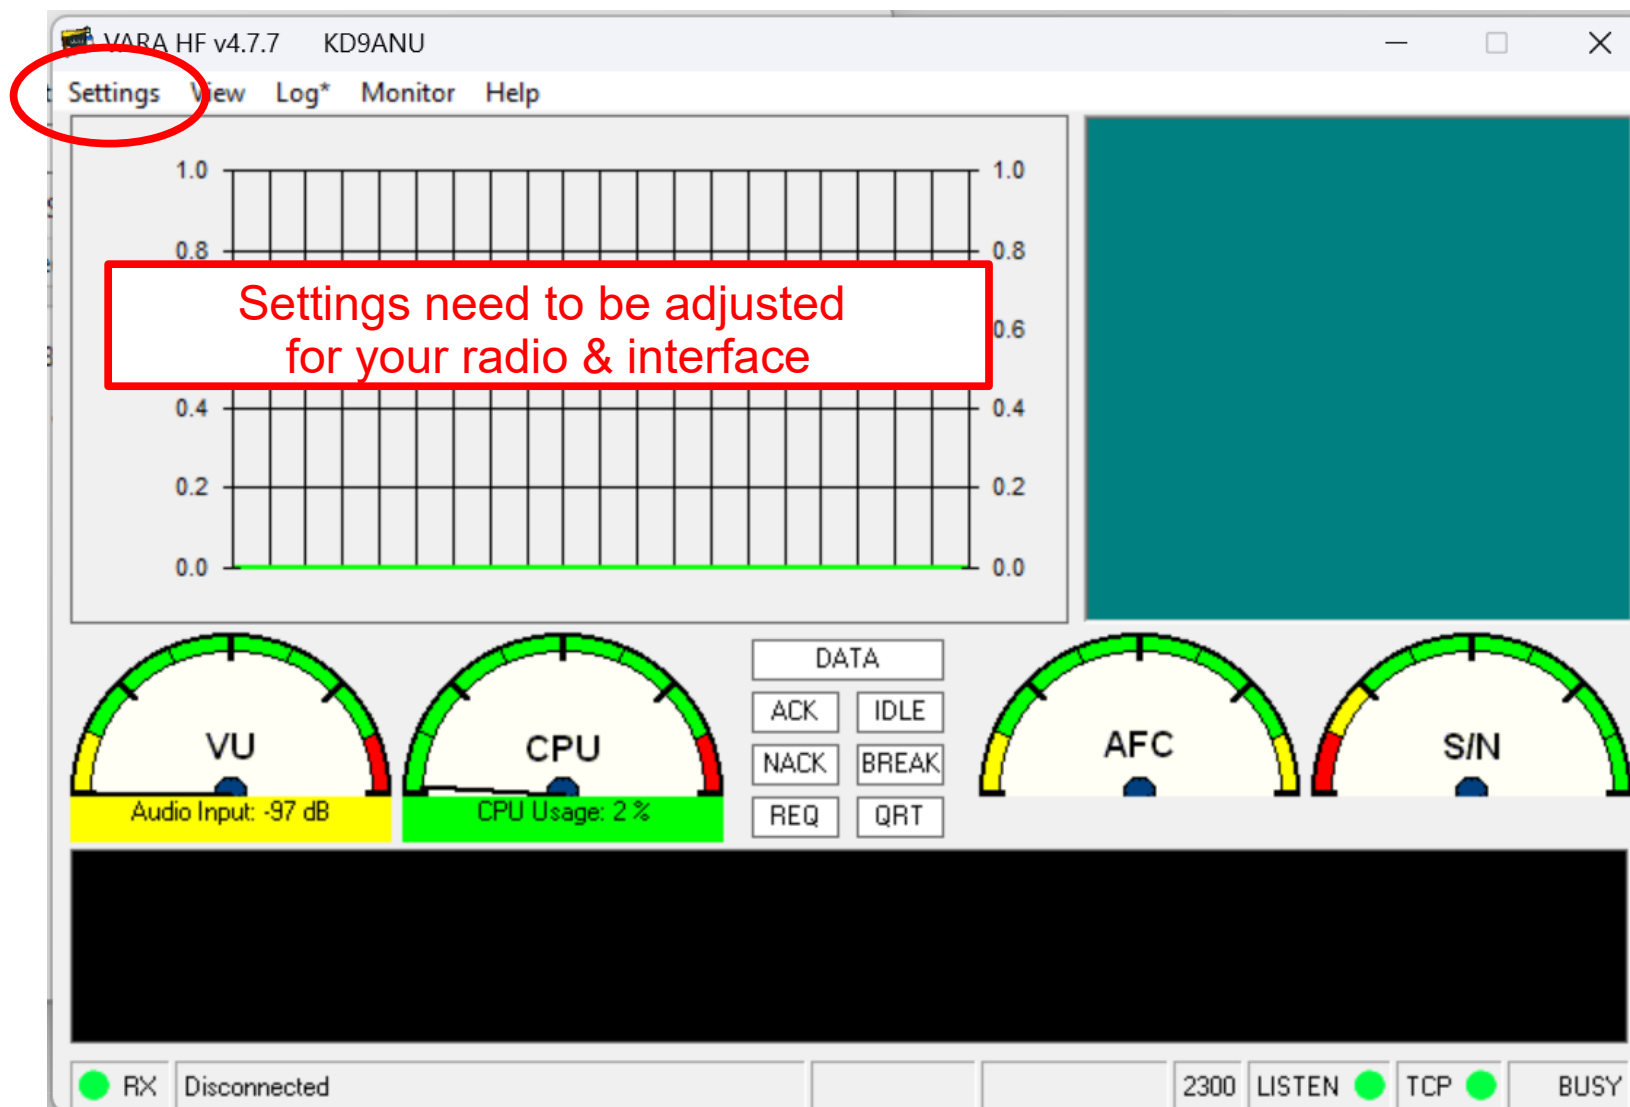 VARA HF v4.7.7 KD9ANU
Settings View Log* Monitor Help
1.0 1.0
0.8 0.8
Settings need to be adjusted
for your radio & interface
0.6
0.4 0.4
0.2 0.2
0.0 0.0
VU
Audio Input: -97 dB
CPU
CPU Usage: 2 %
DATA
ACK IDLE
NACK BREAK
REQ QRT
AFC
S/N
RX Disconnected 2300 LISTEN TCP BUSY